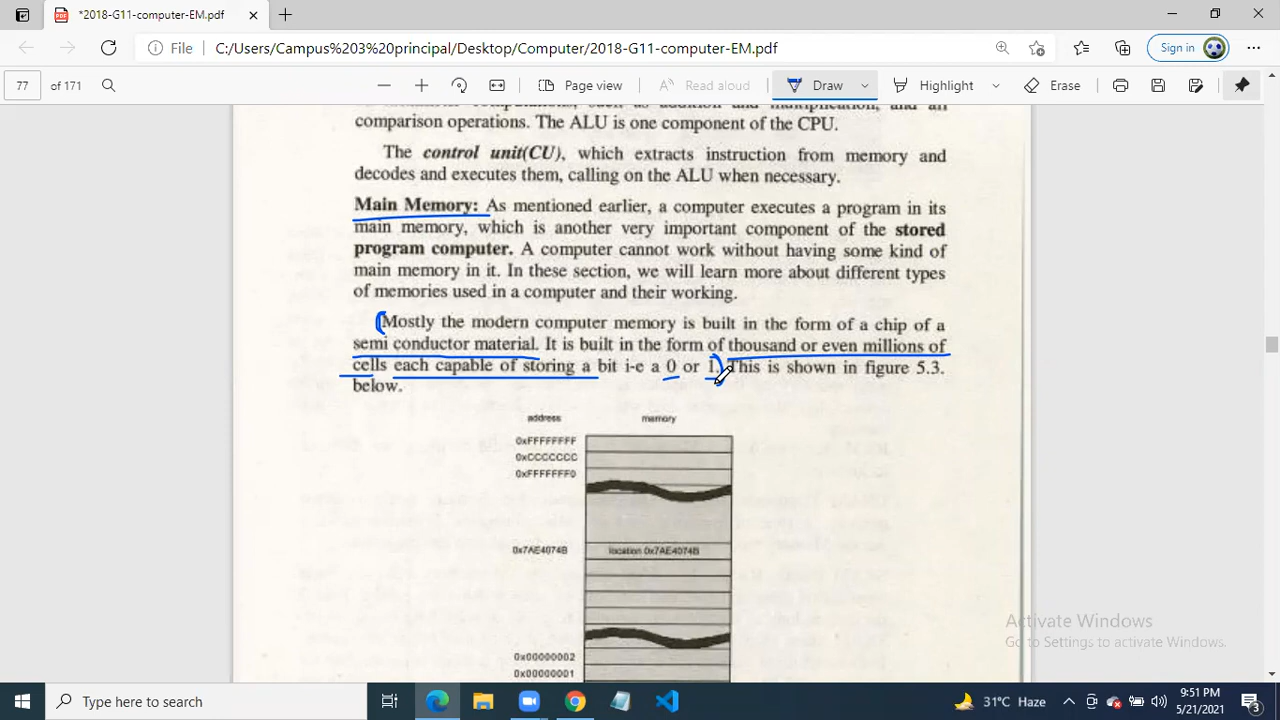 *2018-G11-computer-EM.pdf
File
C:/Users/Campus%203%20principal/Desktop/Computer/2018-G11-computer-EM.pdf
Sign in
77 of 171
Page view
Read aloud
Draw
Highlight
Erase
comparison operations. The ALU is one component of the CPU.
The control unit(CU), which extracts instruction from memory and
decodes and executes them, calling on the ALU when necessary.
Main Memory: As mentioned earlier, a computer executes a program in its
main memory, which is another very important component of the stored
program computer. A computer cannot work without having some kind of
main memory in it. In these section, we will learn more about different types
of memories used in a computer and their working.
(Mostly the modern computer memory is built in the form of a chip of a
semi conductor material. It is built in the form of thousand or even millions of
cells each capable of storing a bit i-e a 0 or 1.) This is shown in figure 5.3.
below.
address memory
0xFFFFFFFF
0xCCCCCCC
0xFFFFFFF0
0x7AE4074B location 0x7AE4074B
0x00000002
0x00000001
Activate Windows
Go to Settings to activate Windows.
Type here to search
31°C Haze
9:51 PM
5/21/2021
3